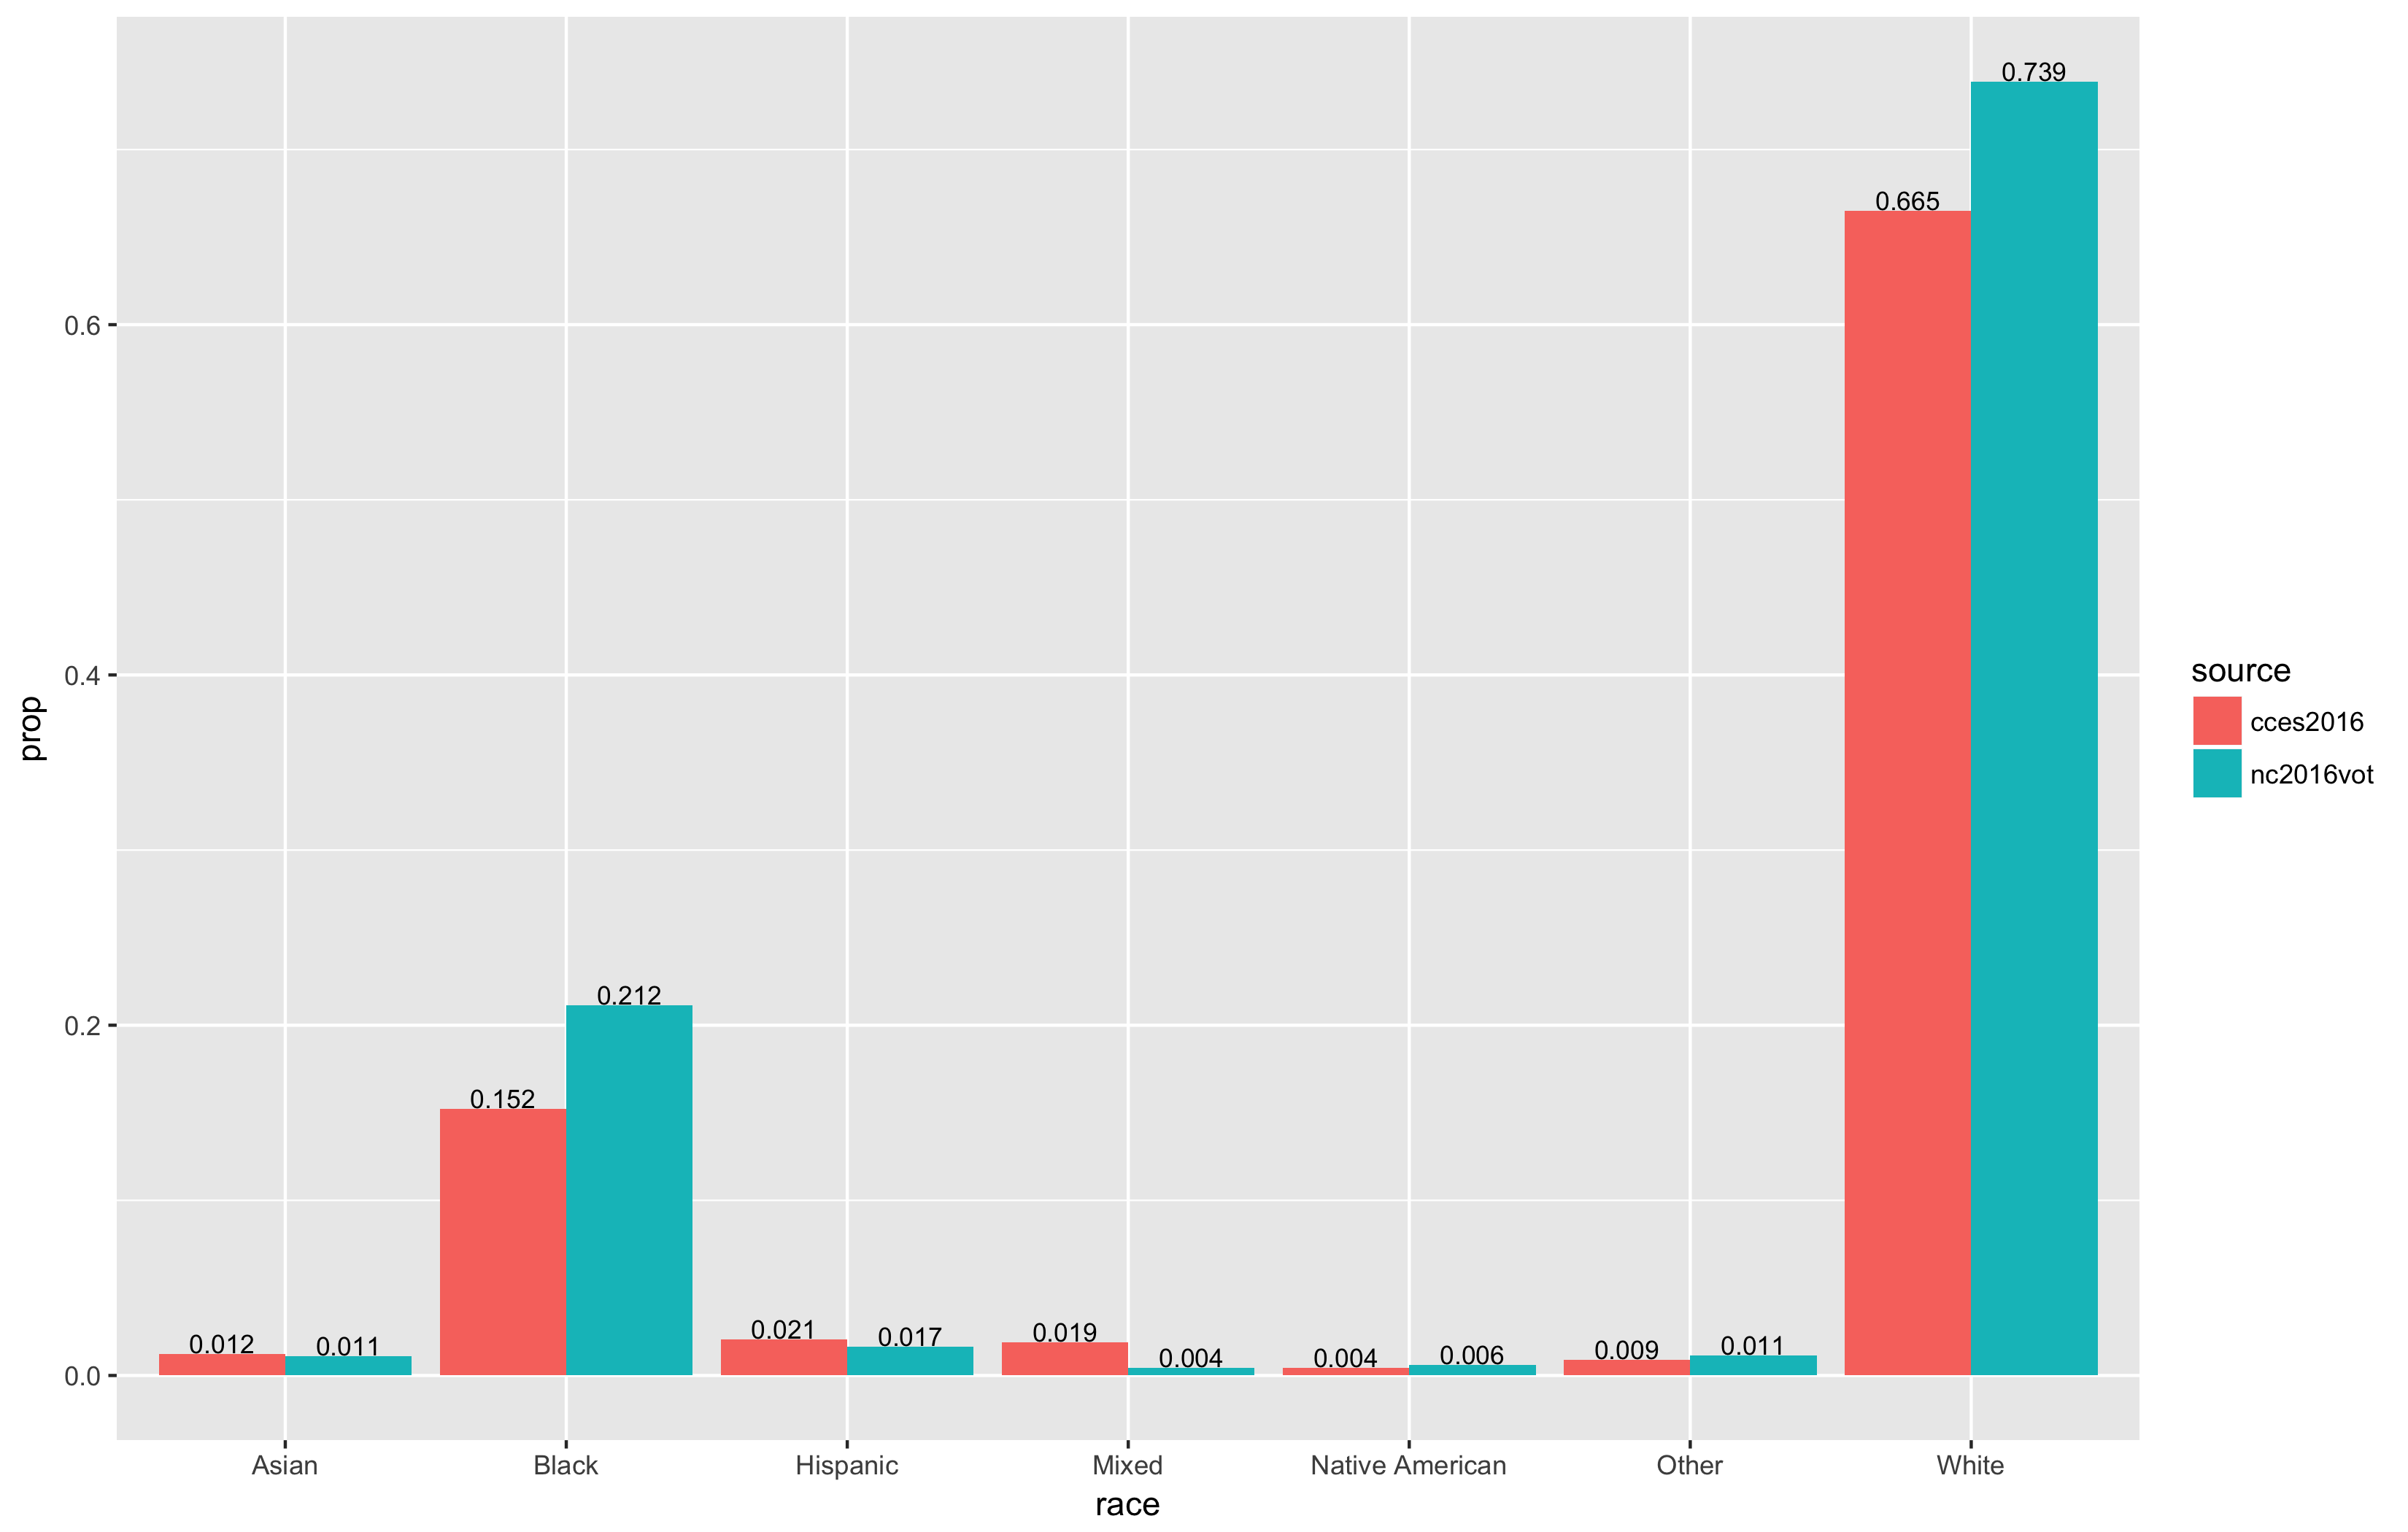 0.739
0.665
0.6
0.4
source
prop
cces2016
nc2016vot
0.212
0.2
0.152
0.012
0.011
0.021
0.017
0.019
0.004
0.004
0.006
0.009
0.011
0.0
Asian
Black
Hispanic
Mixed
Native American
Other
White
race